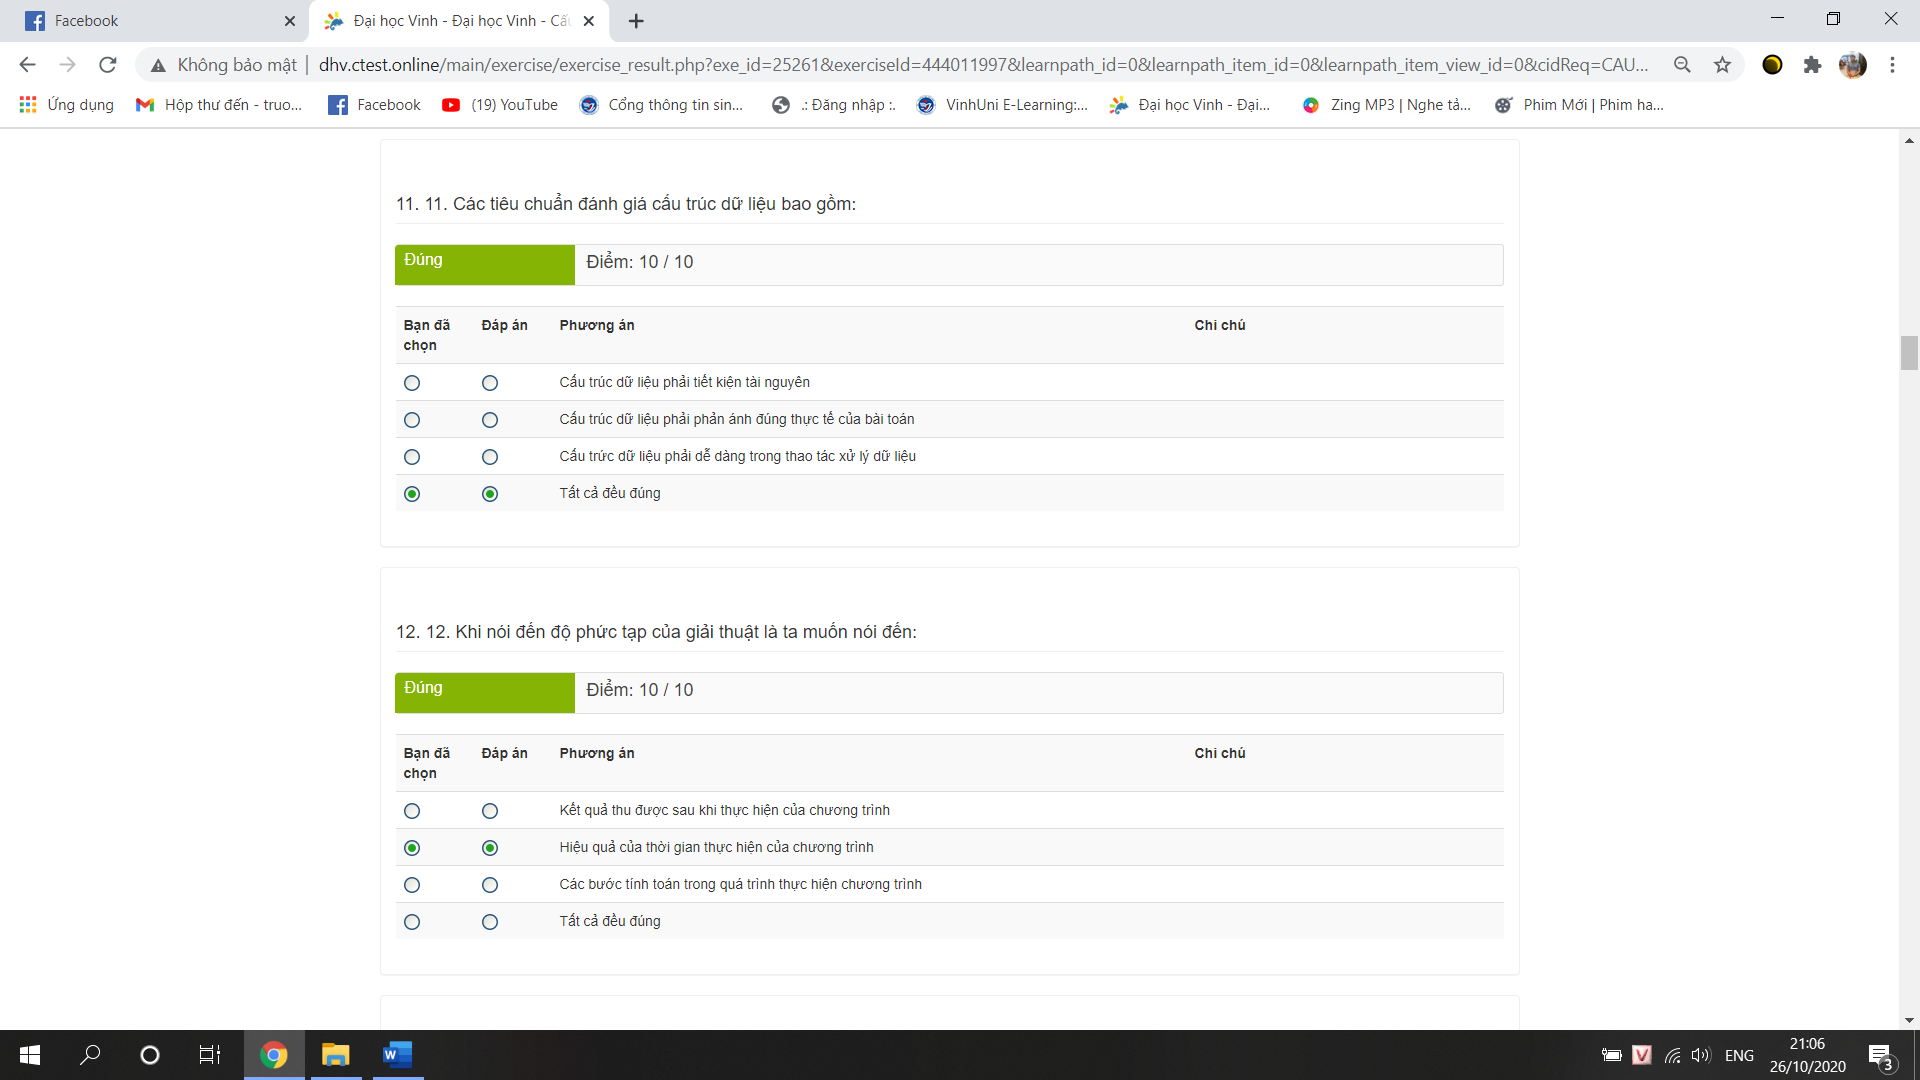 Facebook
Đại học Vinh - Đại học Vinh - Cấu
Không bảo mật | dhv.ctest.online/main/exercise/exercise_result.php?exe_id=25261&exerciseId=444011997&learnpath_id=0&learnpath_item_id=0&learnpath_item_view_id=0&cidReq=CAU...
Ứng dụng
Hộp thư đến - truo...
Facebook
(19) YouTube
Cổng thông tin sin...
.: Đăng nhập :.
VinhUni E-Learning:...
Đại học Vinh - Đại...
Zing MP3 | Nghe tả...
Phim Mới | Phim ha...
11. 11. Các tiêu chuẩn đánh giá cấu trúc dữ liệu bao gồm:
Đúng
Điểm: 10 / 10
Bạn đã chọn
Đáp án
Phương án
Chi chú
Cấu trúc dữ liệu phải tiết kiện tài nguyên
Cấu trúc dữ liệu phải phản ánh đúng thực tế của bài toán
Cấu trức dữ liệu phải dễ dàng trong thao tác xử lý dữ liệu
Tất cả đều đúng
12. 12. Khi nói đến độ phức tạp của giải thuật là ta muốn nói đến:
Đúng
Điểm: 10 / 10
Bạn đã chọn
Đáp án
Phương án
Chi chú
Kết quả thu được sau khi thực hiện của chương trình
Hiệu quả của thời gian thực hiện của chương trình
Các bước tính toán trong quá trình thực hiện chương trình
Tất cả đều đúng
ENG
21:06
26/10/2020
3